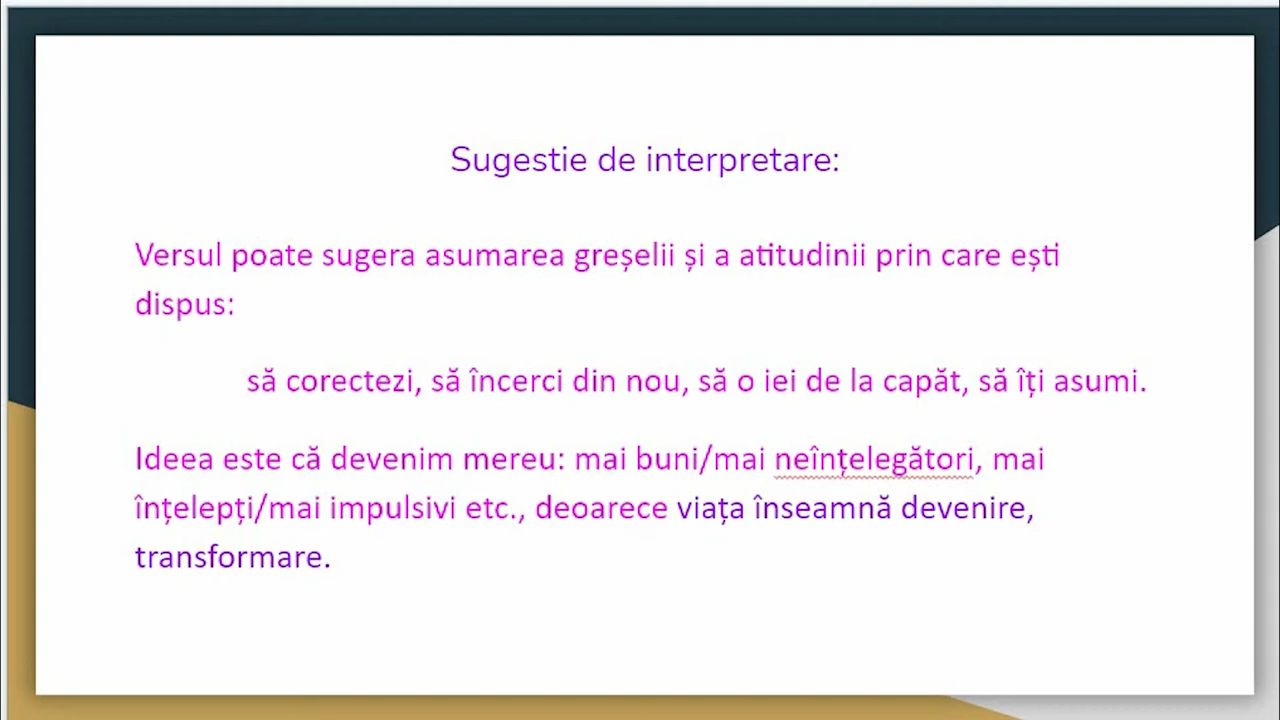 Sugestie de interpretare:
Versul poate sugera asumarea greșelii și a atitudinii prin care ești
dispus:
să corectezi, să încerci din nou, să o iei de la capăt, să îți asumi.
Ideea este că devenim mereu: mai buni/mai neînțelegători, mai
înțelepți/mai impulsivi etc., deoarece viața înseamnă devenire,
transformare.